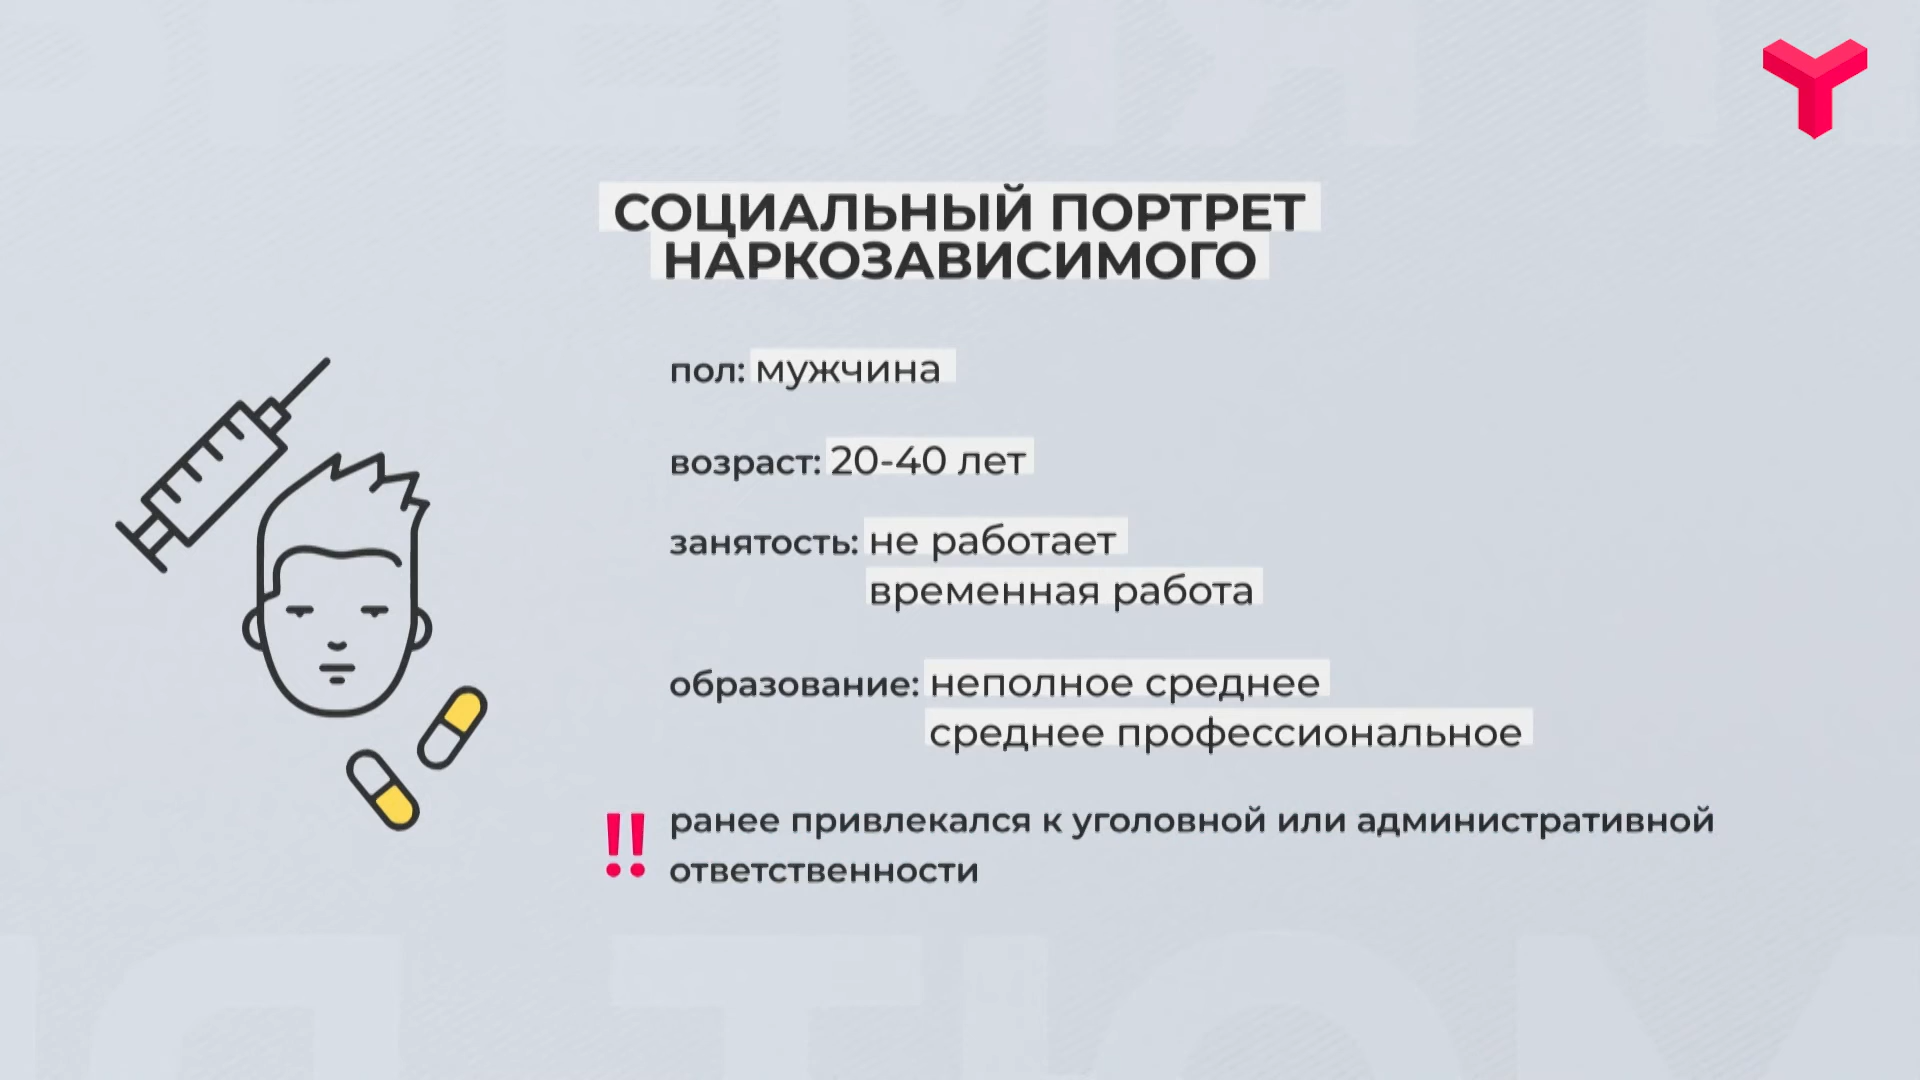 СОЦИАЛЬНЫЙ ПОРТРЕТ
НАРКОЗАВИСИМОГО
пол: мужчина
возраст: 20-40 лет
занятость: не работает
временная работа
образование: неполное среднее
среднее профессиональное
!! ранее привлекался к уголовной или административной
ответственности